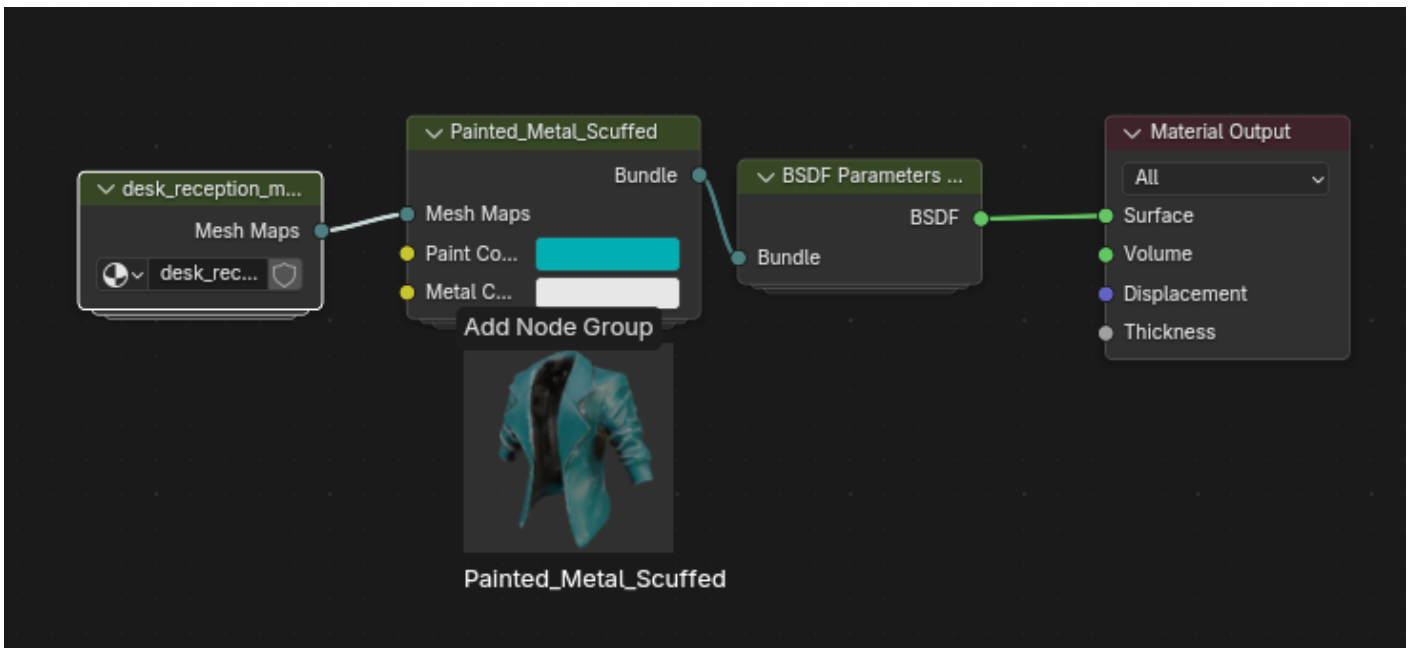 desk_reception_m...
Mesh Maps
desk_rec...
Painted_Metal_Scuffed
Bundle
Mesh Maps
Paint Co...
Metal C...
Add Node Group
Painted_Metal_Scuffed
BSDF Parameters ...
BSDF
Bundle
Material Output
All
Surface
Volume
Displacement
Thickness